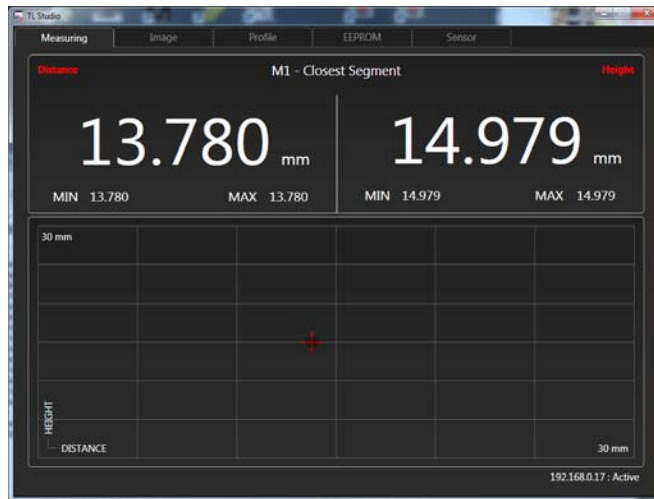 TL Studio
Measuring Image Profile EEPROM Sensor
Distance M1 - Closest Segment Height
13.780 mm 14.979 mm
MIN 13.780 MAX 13.780 MIN 14.979 MAX 14.979
30 mm
HEIGHT
DISTANCE 30 mm
192.168.0.17 : Active